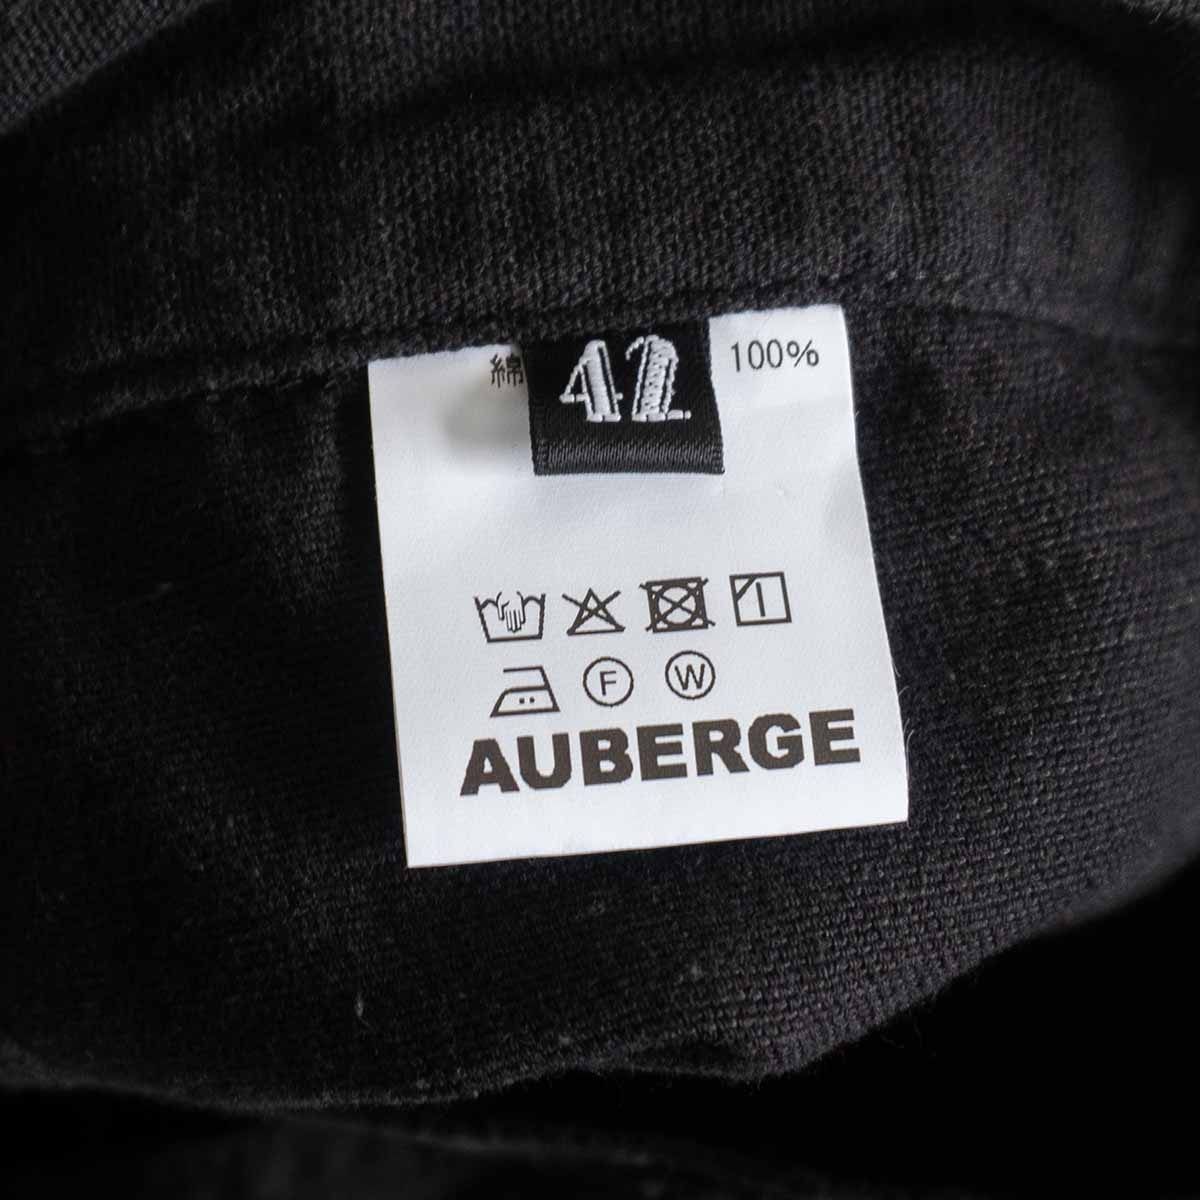 綿 42 100%
F W
AUBERGE